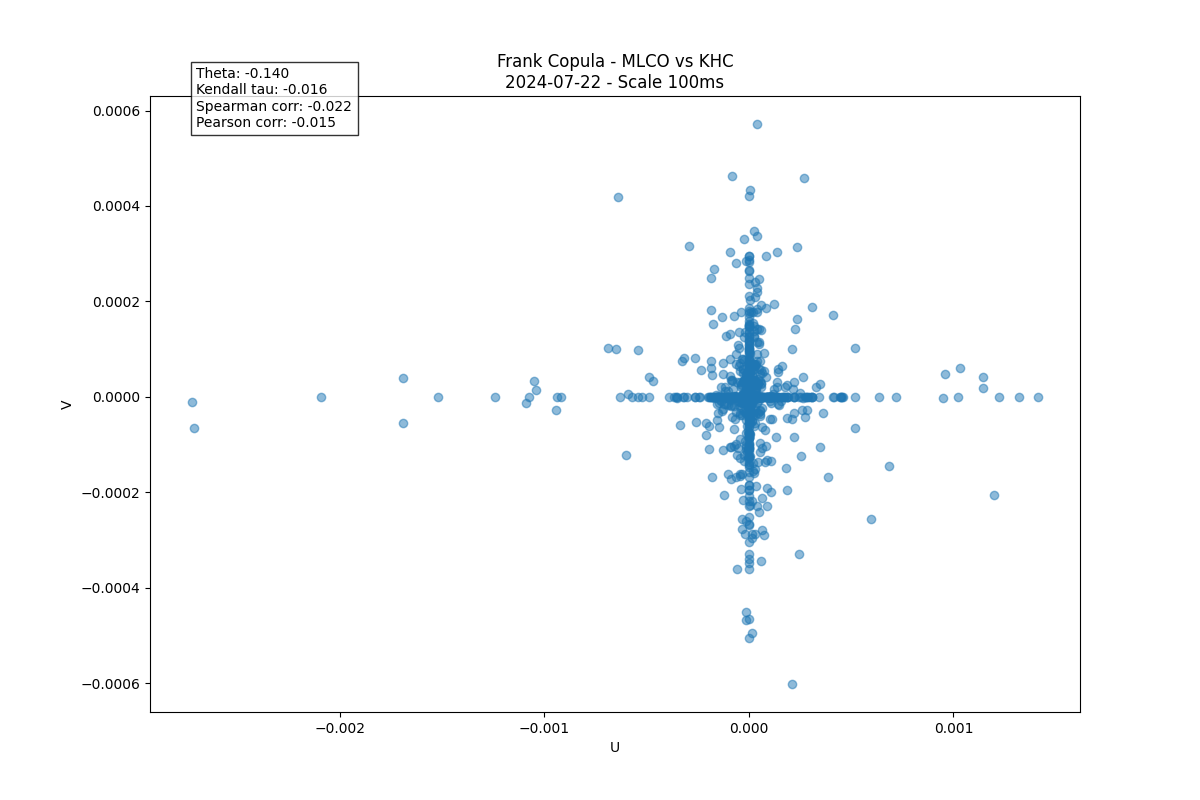 Frank Copula - MLCO vs KHC
2024-07-22 - Scale 100ms
Theta: -0.140
Kendall tau: -0.016
Spearman corr: -0.022
Pearson corr: -0.015
0.0006
0.0004
0.0002
0.0000
−0.0002
−0.0004
−0.0006
V
−0.002
−0.001
0.000
0.001
U